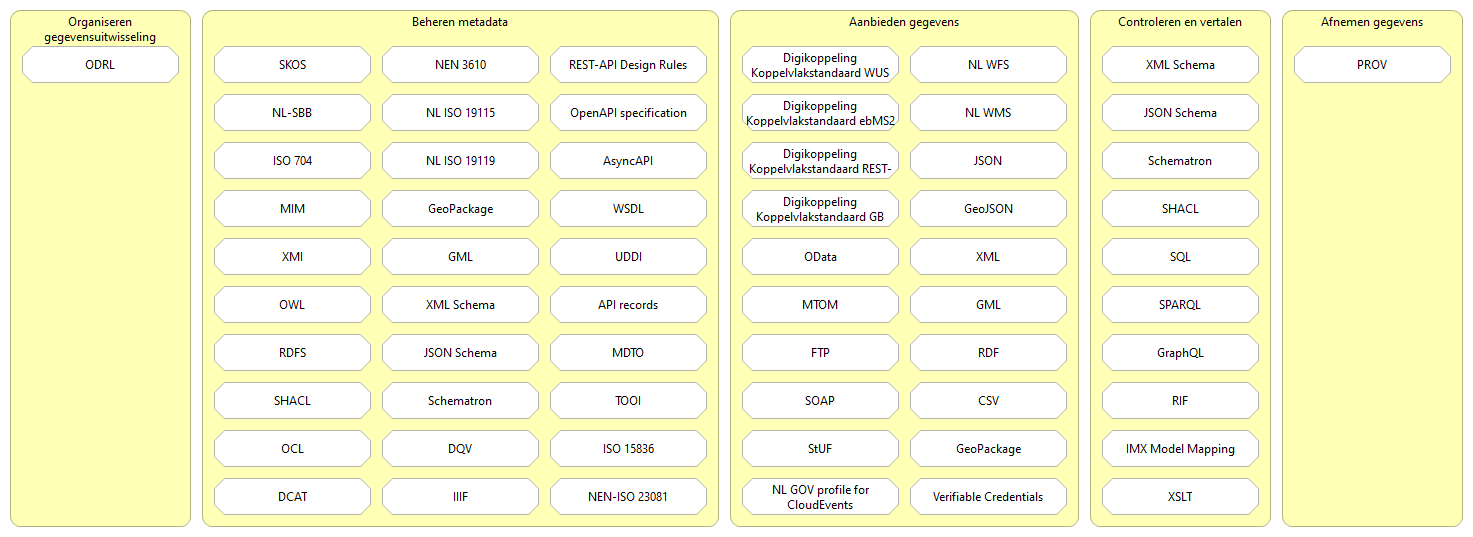 Organiseren
gegevensuitwisseling
ODRL
Beheren metadata
SKOS
NL-SBB
ISO 704
MIM
XMI
OWL
RDFS
SHACL
OCL
DCAT
NEN 3610
NL ISO 19115
NL ISO 19119
GeoPackage
GML
XML Schema
JSON Schema
Schematron
DQV
IIIF
REST-API Design Rules
OpenAPI specification
AsyncAPI
WSDL
UDDI
API records
MDTO
TOOI
ISO 15836
NEN-ISO 23081
Aanbieden gegevens
Digikoppeling
Koppelvlakstandaard WUS
Digikoppeling
Koppelvlakstandaard ebMS2
Digikoppeling
Koppelvlakstandaard REST-
Digikoppeling
Koppelvlakstandaard GB
OData
MTOM
FTP
SOAP
StUF
NL GOV profile for
CloudEvents
NL WFS
NL WMS
JSON
GeoJSON
XML
GML
RDF
CSV
GeoPackage
Verifiable Credentials
Controleren en vertalen
XML Schema
JSON Schema
Schematron
SHACL
SQL
SPARQL
GraphQL
RIF
IMX Model Mapping
XSLT
Afnemen gegevens
PROV